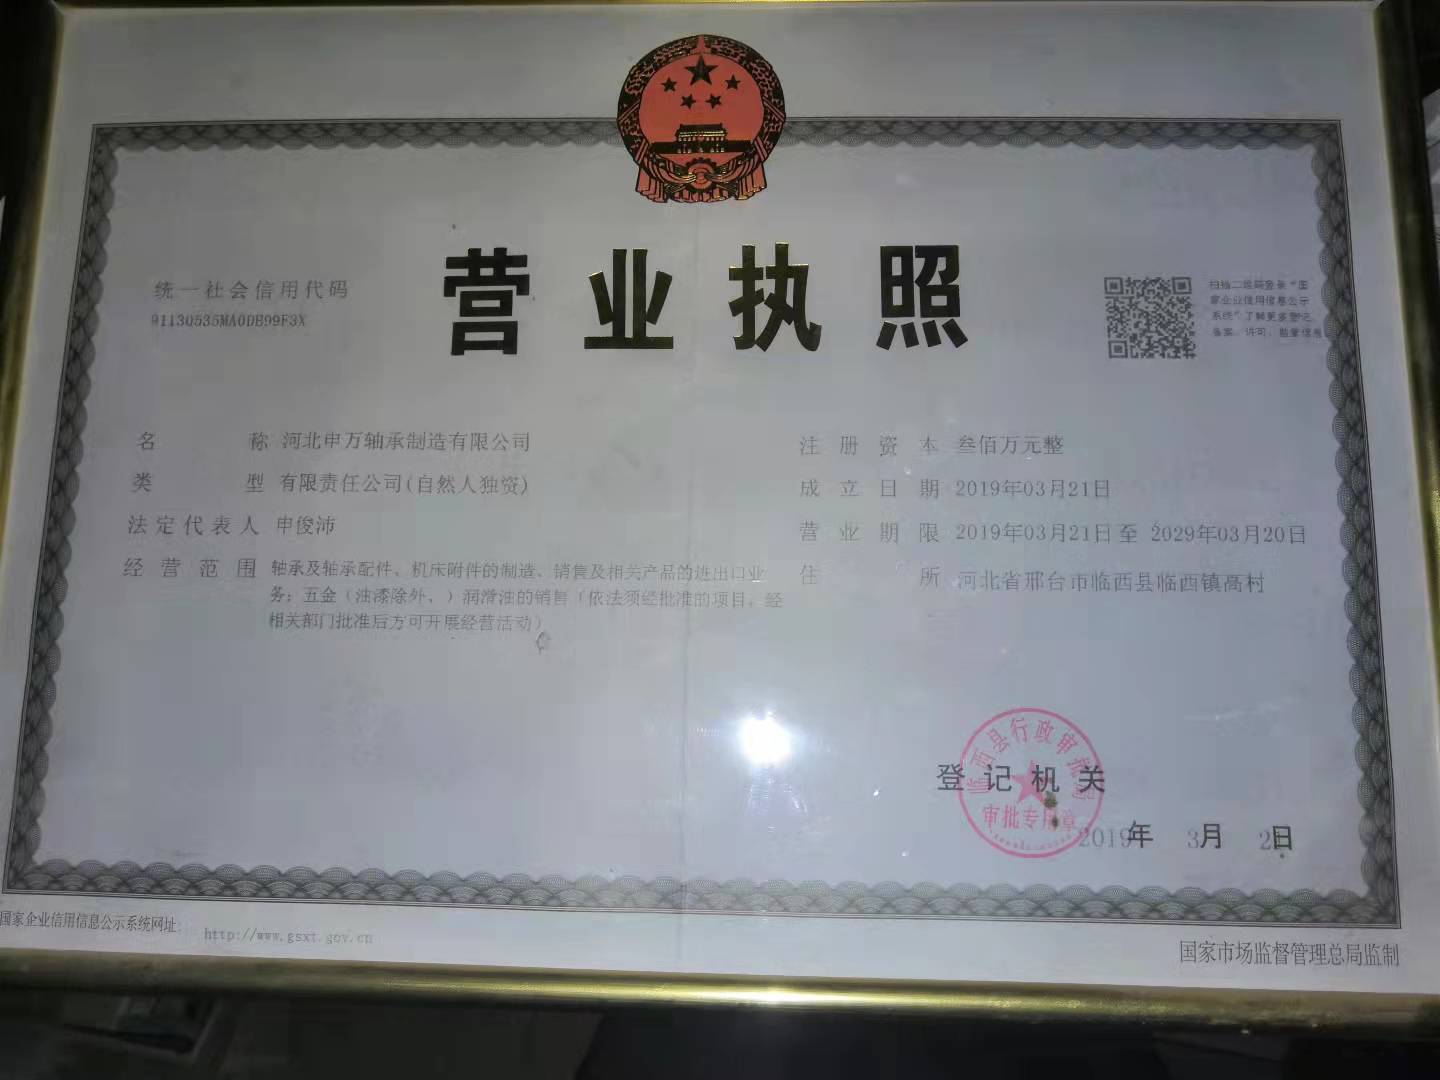 营业执照
统一社会信用代码
91130535MA0DB99F3X
扫描二维码登录“国
家企业信用信息公示
系统”了解更多登记、
备案、许可、监管信息
名称 河北申万轴承制造有限公司
类型 有限责任公司(自然人独资)
法定代表人 申俊沛
经营范围 轴承及轴承配件、机床附件的制造、销售及相关产品的进出口业
务；五金（油漆除外、）润滑油的销售（依法须经批准的项目，经
相关部门批准后方可开展经营活动）
注册资本 叁佰万元整
成立日期 2019年03月21日
营业期限 2019年03月21日至 2029年03月20日
住所 河北省邢台市临西县临西镇高村
登记机关
临西县行政审批局
审批专用章
2019年 3月 日
国家企业信用信息公示系统网址：
http://www.gsxt.gov.cn
国家市场监督管理总局监制